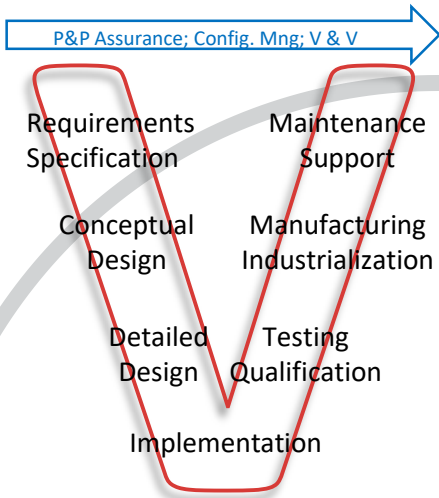 P&P Assurance; Config. Mng; V & V
Requirements
Specification
Maintenance
Support
Conceptual
Design
Manufacturing
Industrialization
Detailed
Design
Testing
Qualification
Implementation